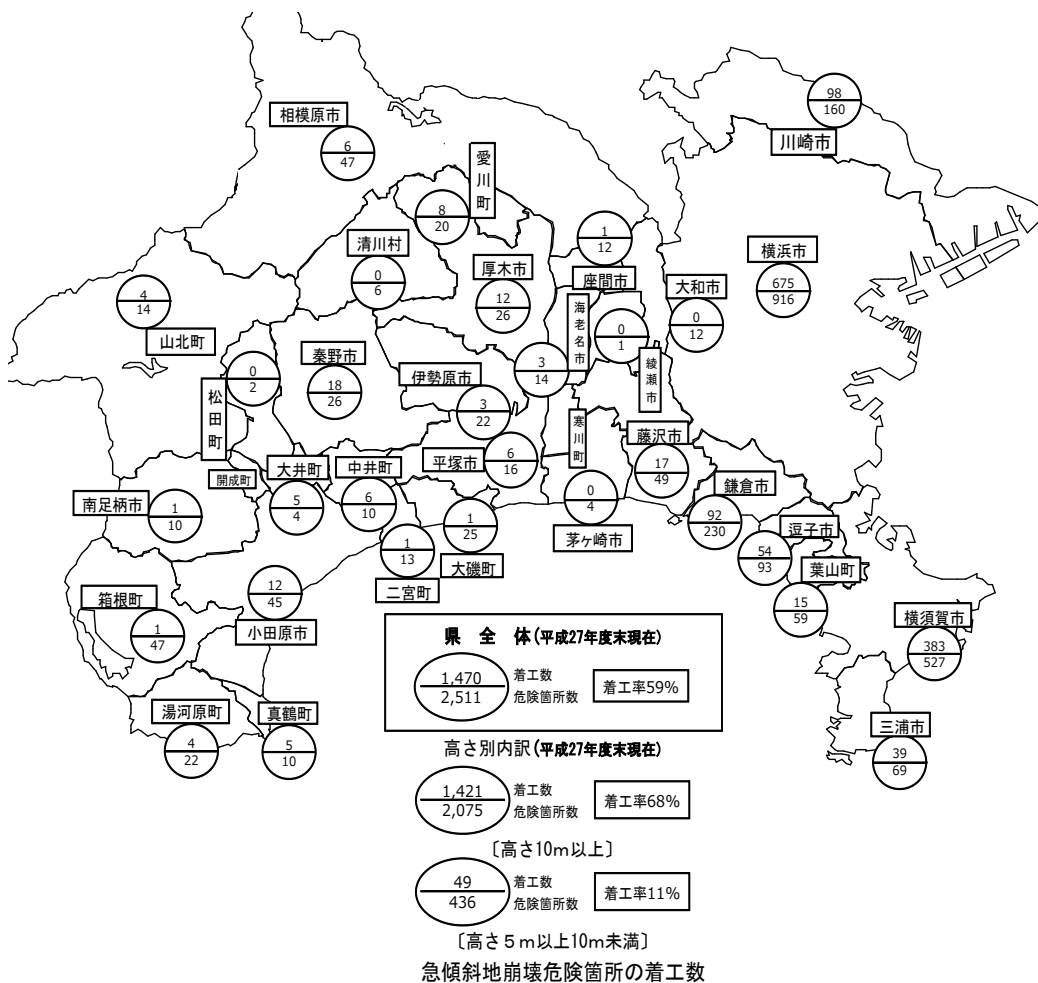 98
160
川崎市
相模原市
6
47
愛川町
8
20
清川村
0
6
厚木市
12
26
1
12
座間市
横浜市
675
916
大和市
0
12
4
14
山北町
海老名市
3
14
0
1
綾瀬市
0
2
松田町
秦野市
18
26
伊勢原市
3
22
寒川町
藤沢市
17
49
平塚市
6
16
開成町
大井町
5
4
中井町
6
10
南足柄市
1
10
0
4
茅ヶ崎市
鎌倉市
92
230
逗子市
54
93
葉山町
15
59
1
25
大磯町
1
13
二宮町
箱根町
1
47
12
45
小田原市
横須賀市
383
527
三浦市
39
69
湯河原町
4
22
真鶴町
5
10
県 全 体(平成27年度末現在)
1,470
2,511
着工数
危険箇所数
着工率59%
高さ別内訳(平成27年度末現在)
1,421
2,075
着工数
危険箇所数
着工率68%
〔高さ10m以上〕
49
436
着工数
危険箇所数
着工率11%
〔高さ5m以上10m未満〕
急傾斜地崩壊危険箇所の着工数